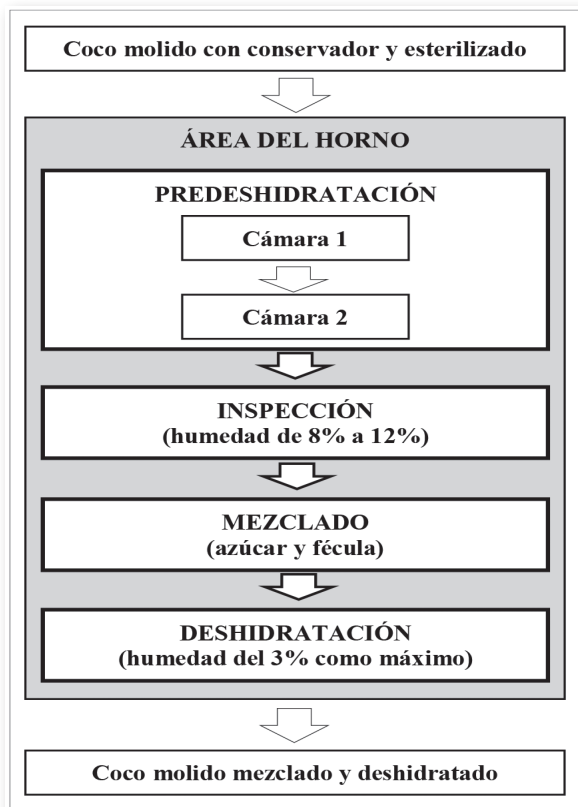 Coco molido con conservador y esterilizado
ÁREA DEL HORNO
PREDESHIDRATACIÓN
Cámara 1
Cámara 2
INSPECCIÓN
(humedad de 8% a 12%)
MEZCLADO
(azúcar y fécula)
DESHIDRATACIÓN
(humedad del 3% como máximo)
Coco molido mezclado y deshidratado